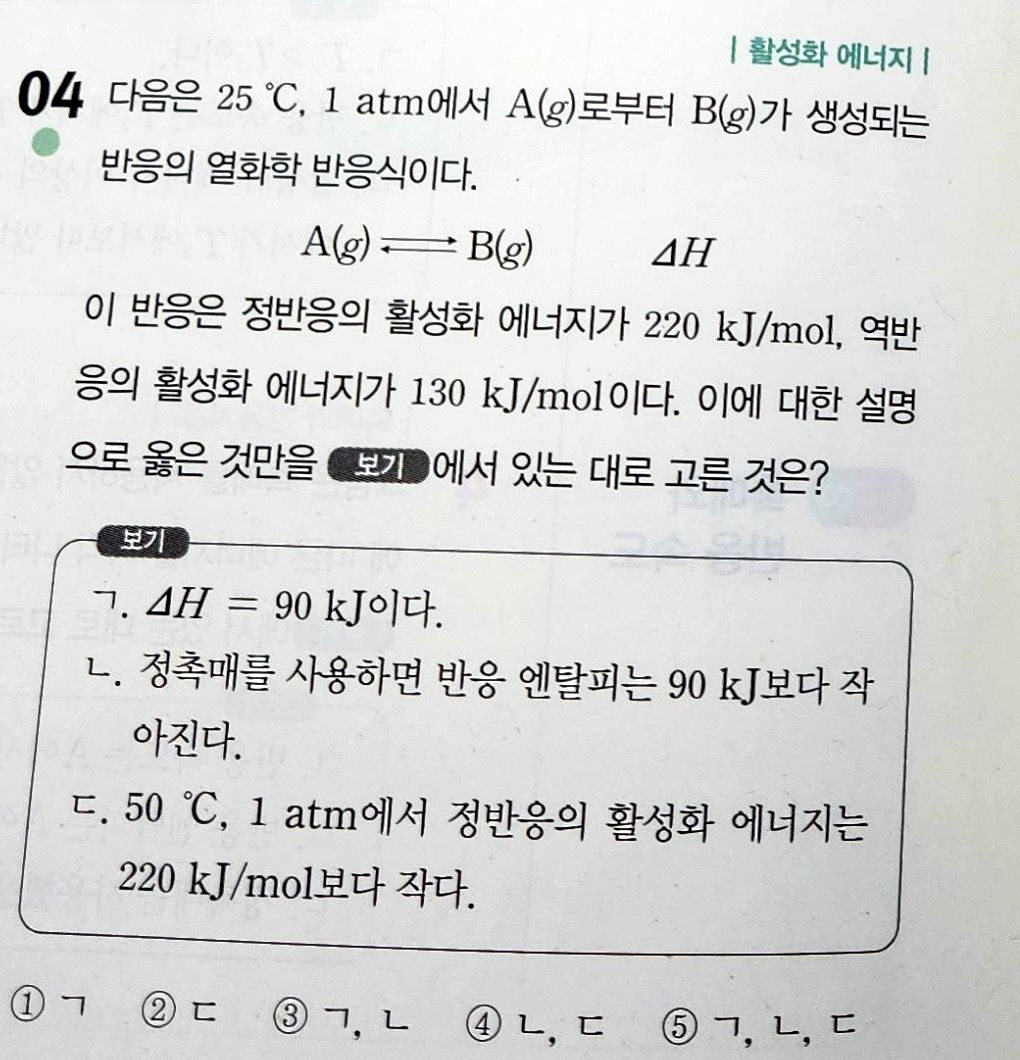 | 활성화 에너지 |
04 다음은 25 ℃, 1 atm에서 A(g)로부터 B(g)가 생성되는
반응의 열화학 반응식이다.
A(g) ⇌ B(g) ΔH
이 반응은 정반응의 활성화 에너지가 220 kJ/mol, 역반
응의 활성화 에너지가 130 kJ/mol이다. 이에 대한 설명
으로 옳은 것만을 보기 에서 있는 대로 고른 것은?
보기
ㄱ. ΔH = 90 kJ이다.
ㄴ. 정촉매를 사용하면 반응 엔탈피는 90 kJ보다 작
아진다.
ㄷ. 50 ℃, 1 atm에서 정반응의 활성화 에너지는
220 kJ/mol보다 작다.
① ㄱ ② ㄷ ③ ㄱ, ㄴ ④ ㄴ, ㄷ ⑤ ㄱ, ㄴ, ㄷ